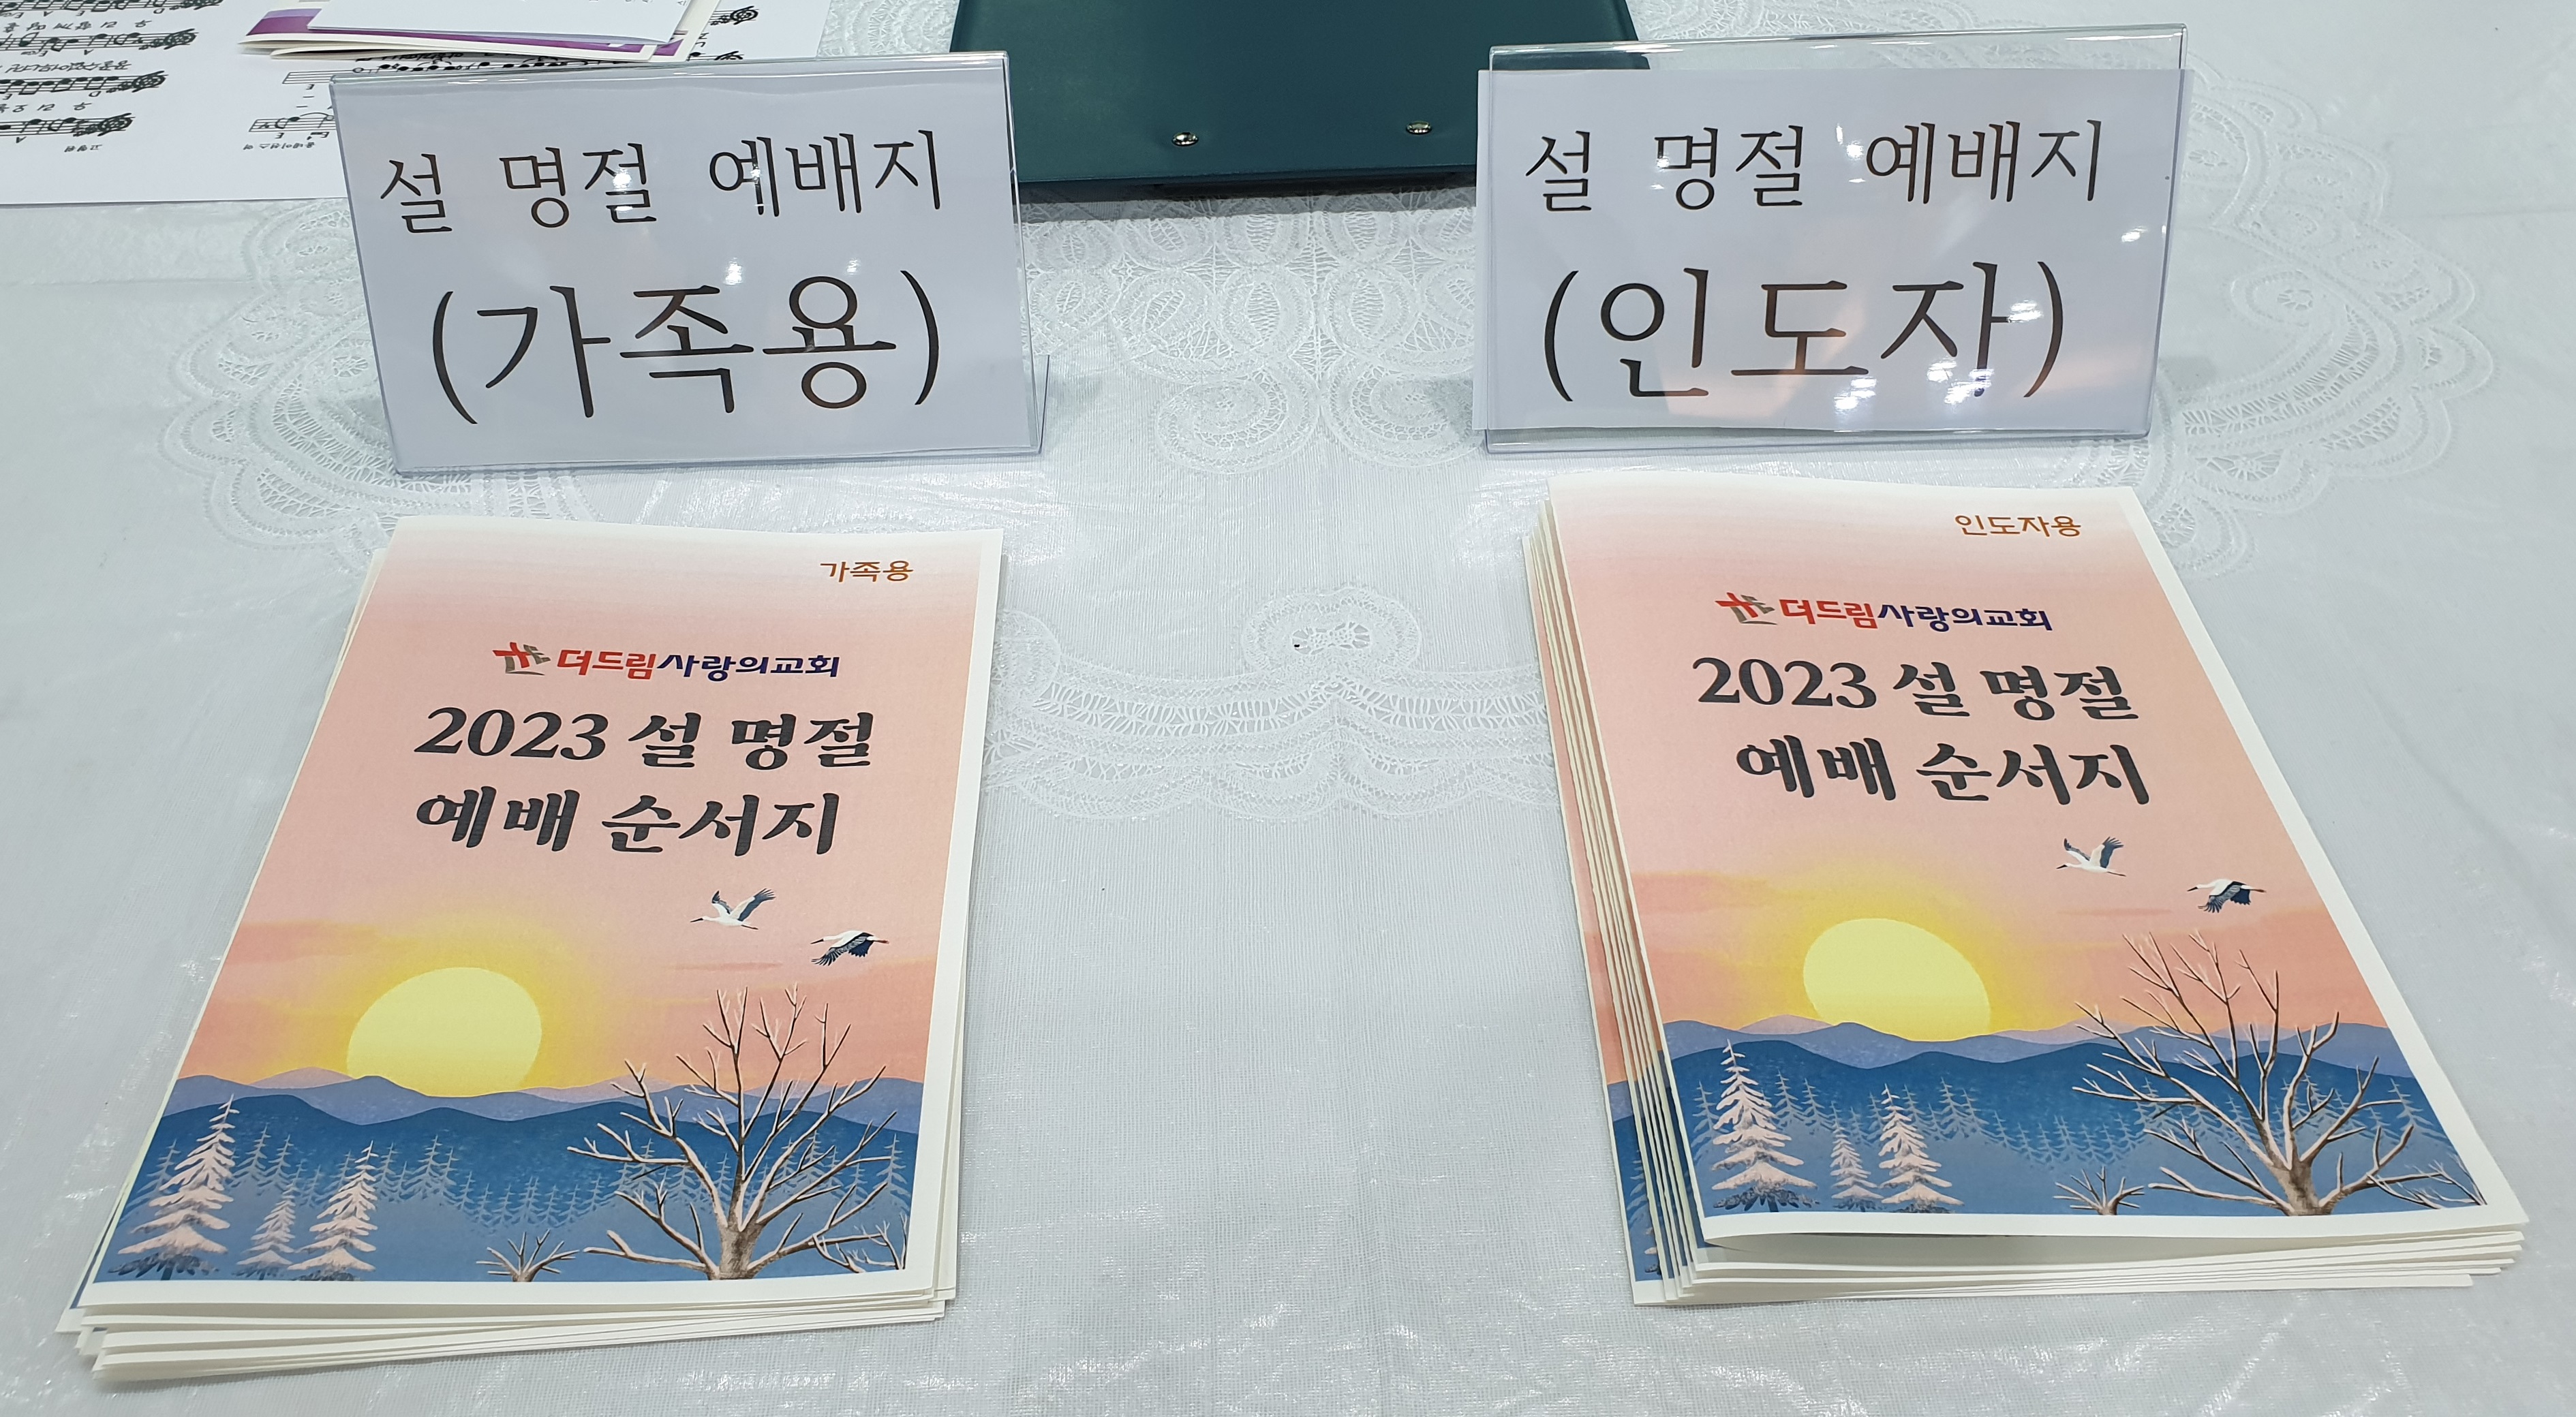 설 명절 예배지
(가족용)
설 명절 예배지
(인도자)
가족용
더드림사랑의교회
2023 설 명절
예배 순서지
인도자용
더드림사랑의교회
2023 설 명절
예배 순서지